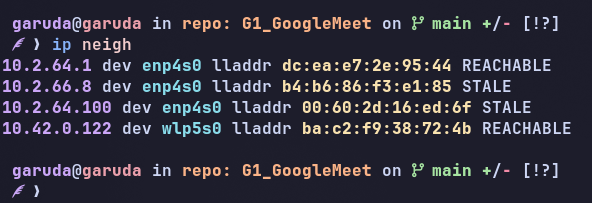 garuda@garuda in repo: G1_GoogleMeet on main +/- [!?]
❯ ip neigh
10.2.64.1 dev enp4s0 lladdr dc:ea:e7:2e:95:44 REACHABLE
10.2.66.8 dev enp4s0 lladdr b4:b6:86:f3:e1:85 STALE
10.2.64.100 dev enp4s0 lladdr 00:60:2d:16:ed:6f STALE
10.42.0.122 dev wlp5s0 lladdr ba:c2:f9:38:72:4b REACHABLE
garuda@garuda in repo: G1_GoogleMeet on main +/- [!?]
❯